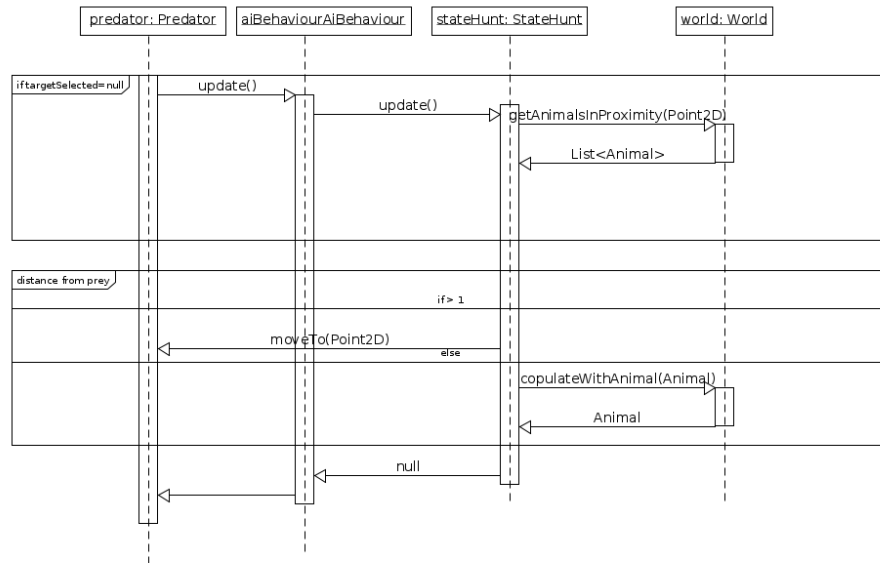 predator: Predator
aiBehaviourAiBehaviour
stateHunt: StateHunt
world: World
iftargetSelected=null
update()
update()
getAnimalsInProximity(Point2D)
List<Animal>
distance from prey
if> 1
moveTo(Point2D)
else
copulateWithAnimal(Animal)
Animal
null